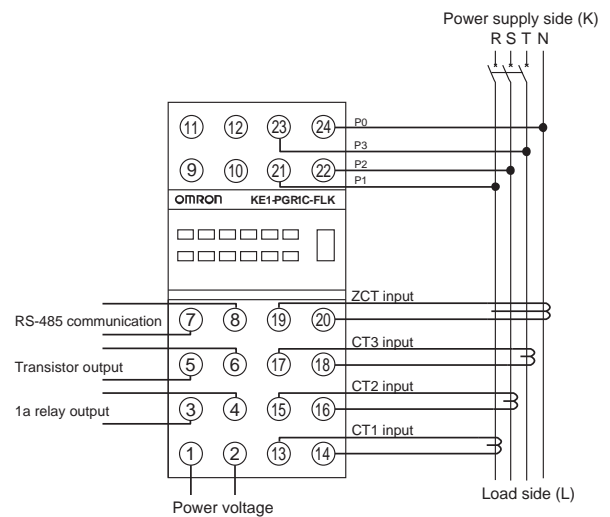 Power supply side (K)
R S T N
11 12 23 24 P0
P3
9 10 21 22 P2
P1
OMRON KE1-PGR1C-FLK
ZCT input
RS-485 communication 7 8 19 20
CT3 input
Transistor output 5 6 17 18
CT2 input
1a relay output 3 4 15 16
CT1 input
1 2 13 14
Load side (L)
Power voltage